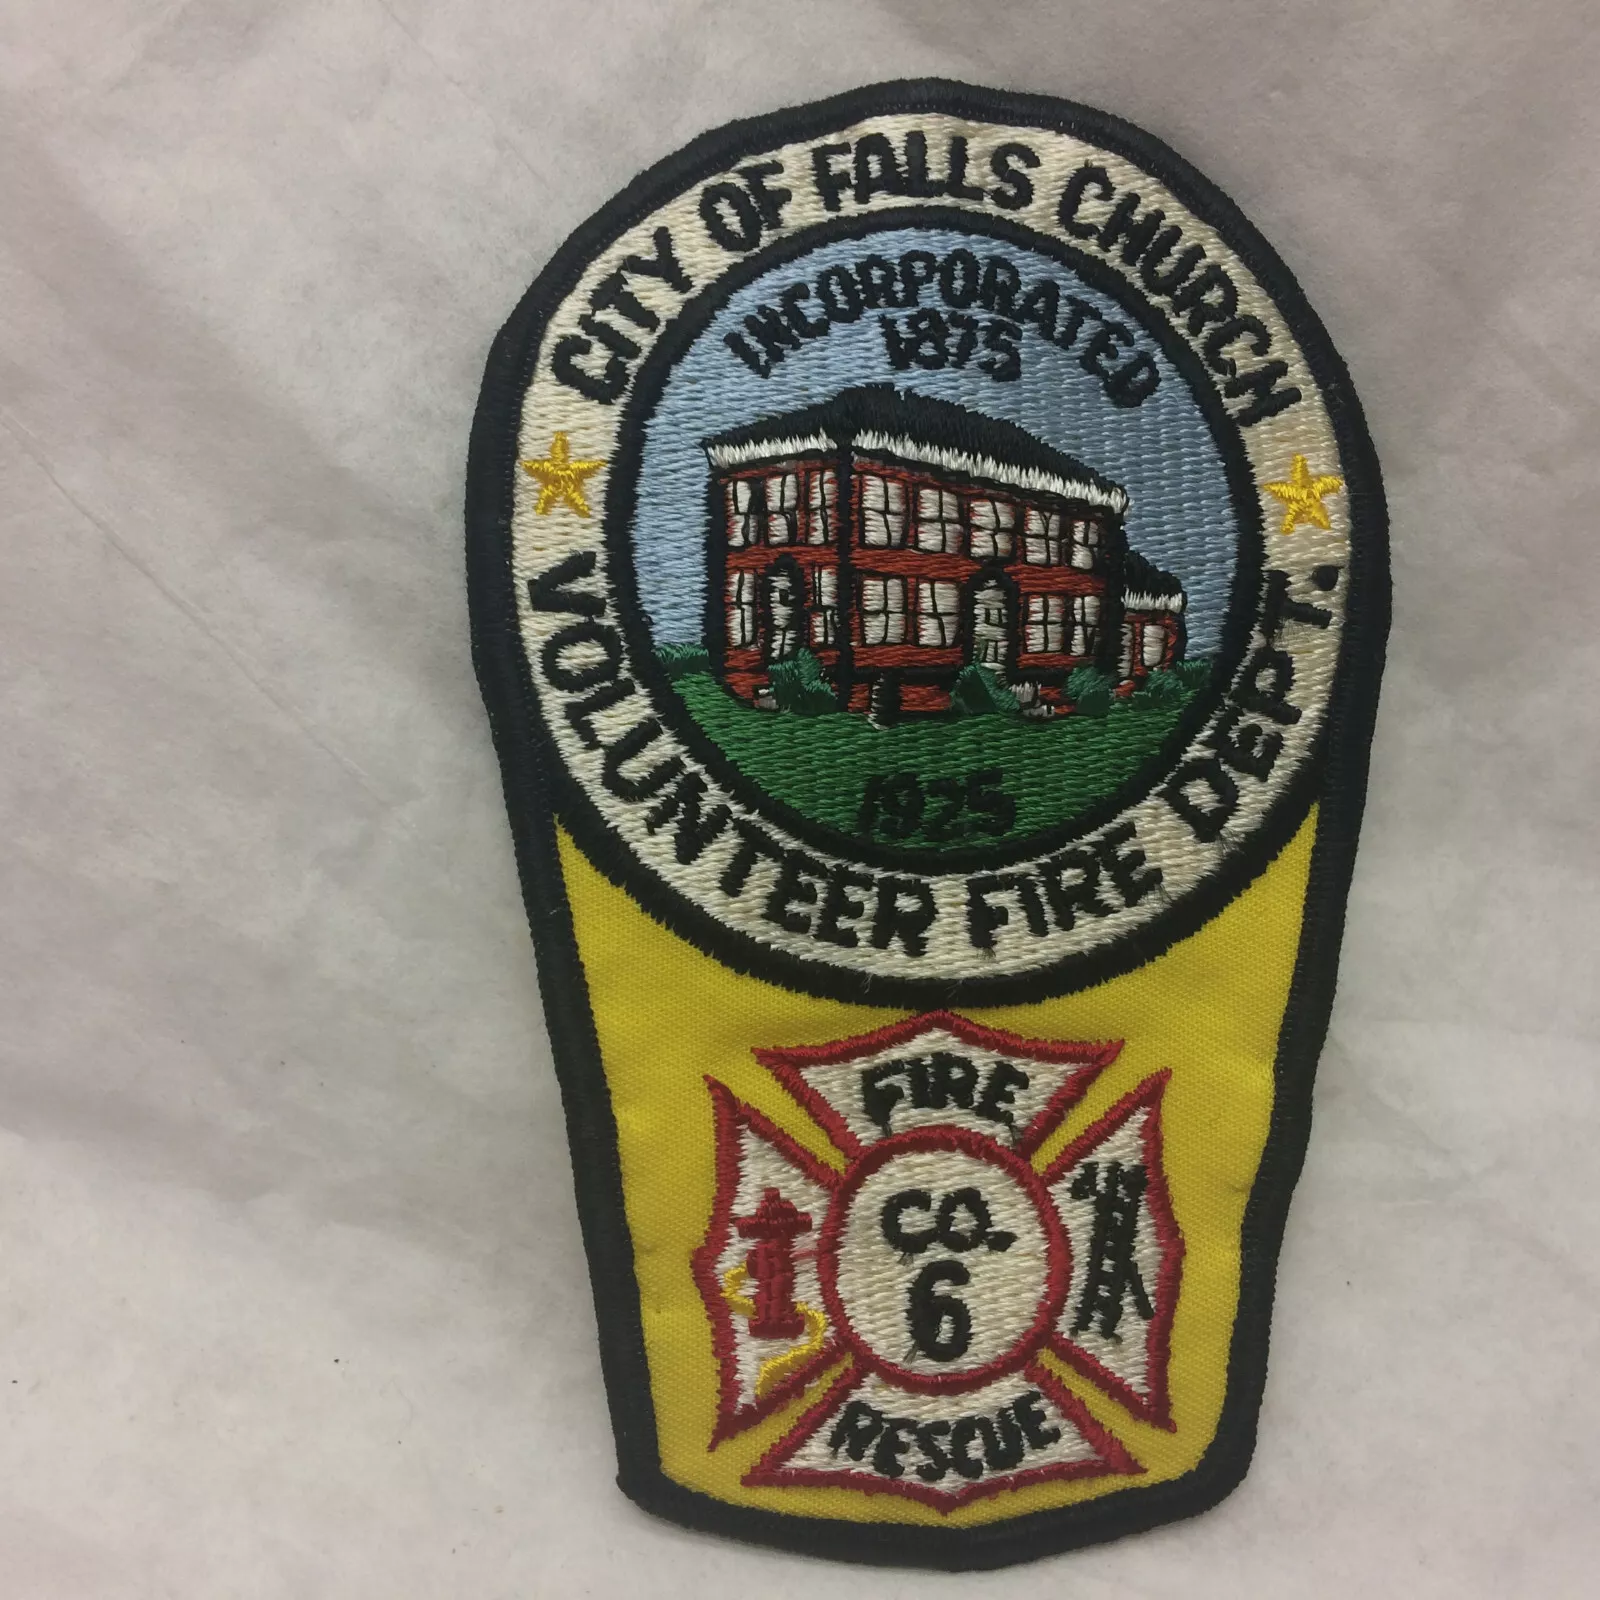 CITY OF FALLS CHURCH
INCORPORATED
1875
1925
VOLUNTEER FIRE DEPT.
FIRE
CO.
6
RESCUE